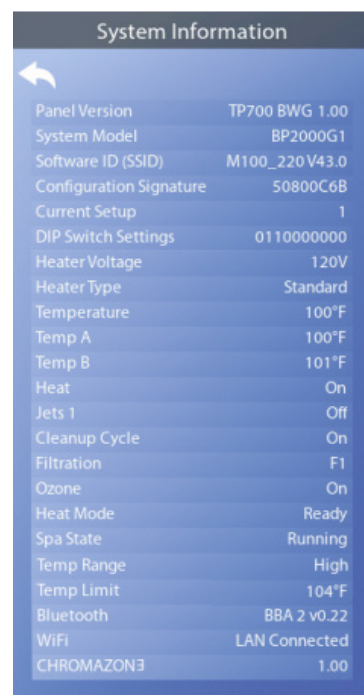 System Information
Panel Version TP700 BWG 1.00
System Model BP2000G1
Software ID (SSID) M100_220 V43.0
Configuration Signature 50800C6B
Current Setup 1
DIP Switch Settings 0110000000
Heater Voltage 120V
Heater Type Standard
Temperature 100°F
Temp A 100°F
Temp B 101°F
Heat On
Jets 1 Off
Cleanup Cycle On
Filtration F1
Ozone On
Heat Mode Ready
Spa State Running
Temp Range High
Temp Limit 104°F
Bluetooth BBA 2 v0.22
WiFi LAN Connected
CHROMAZON3 1.00